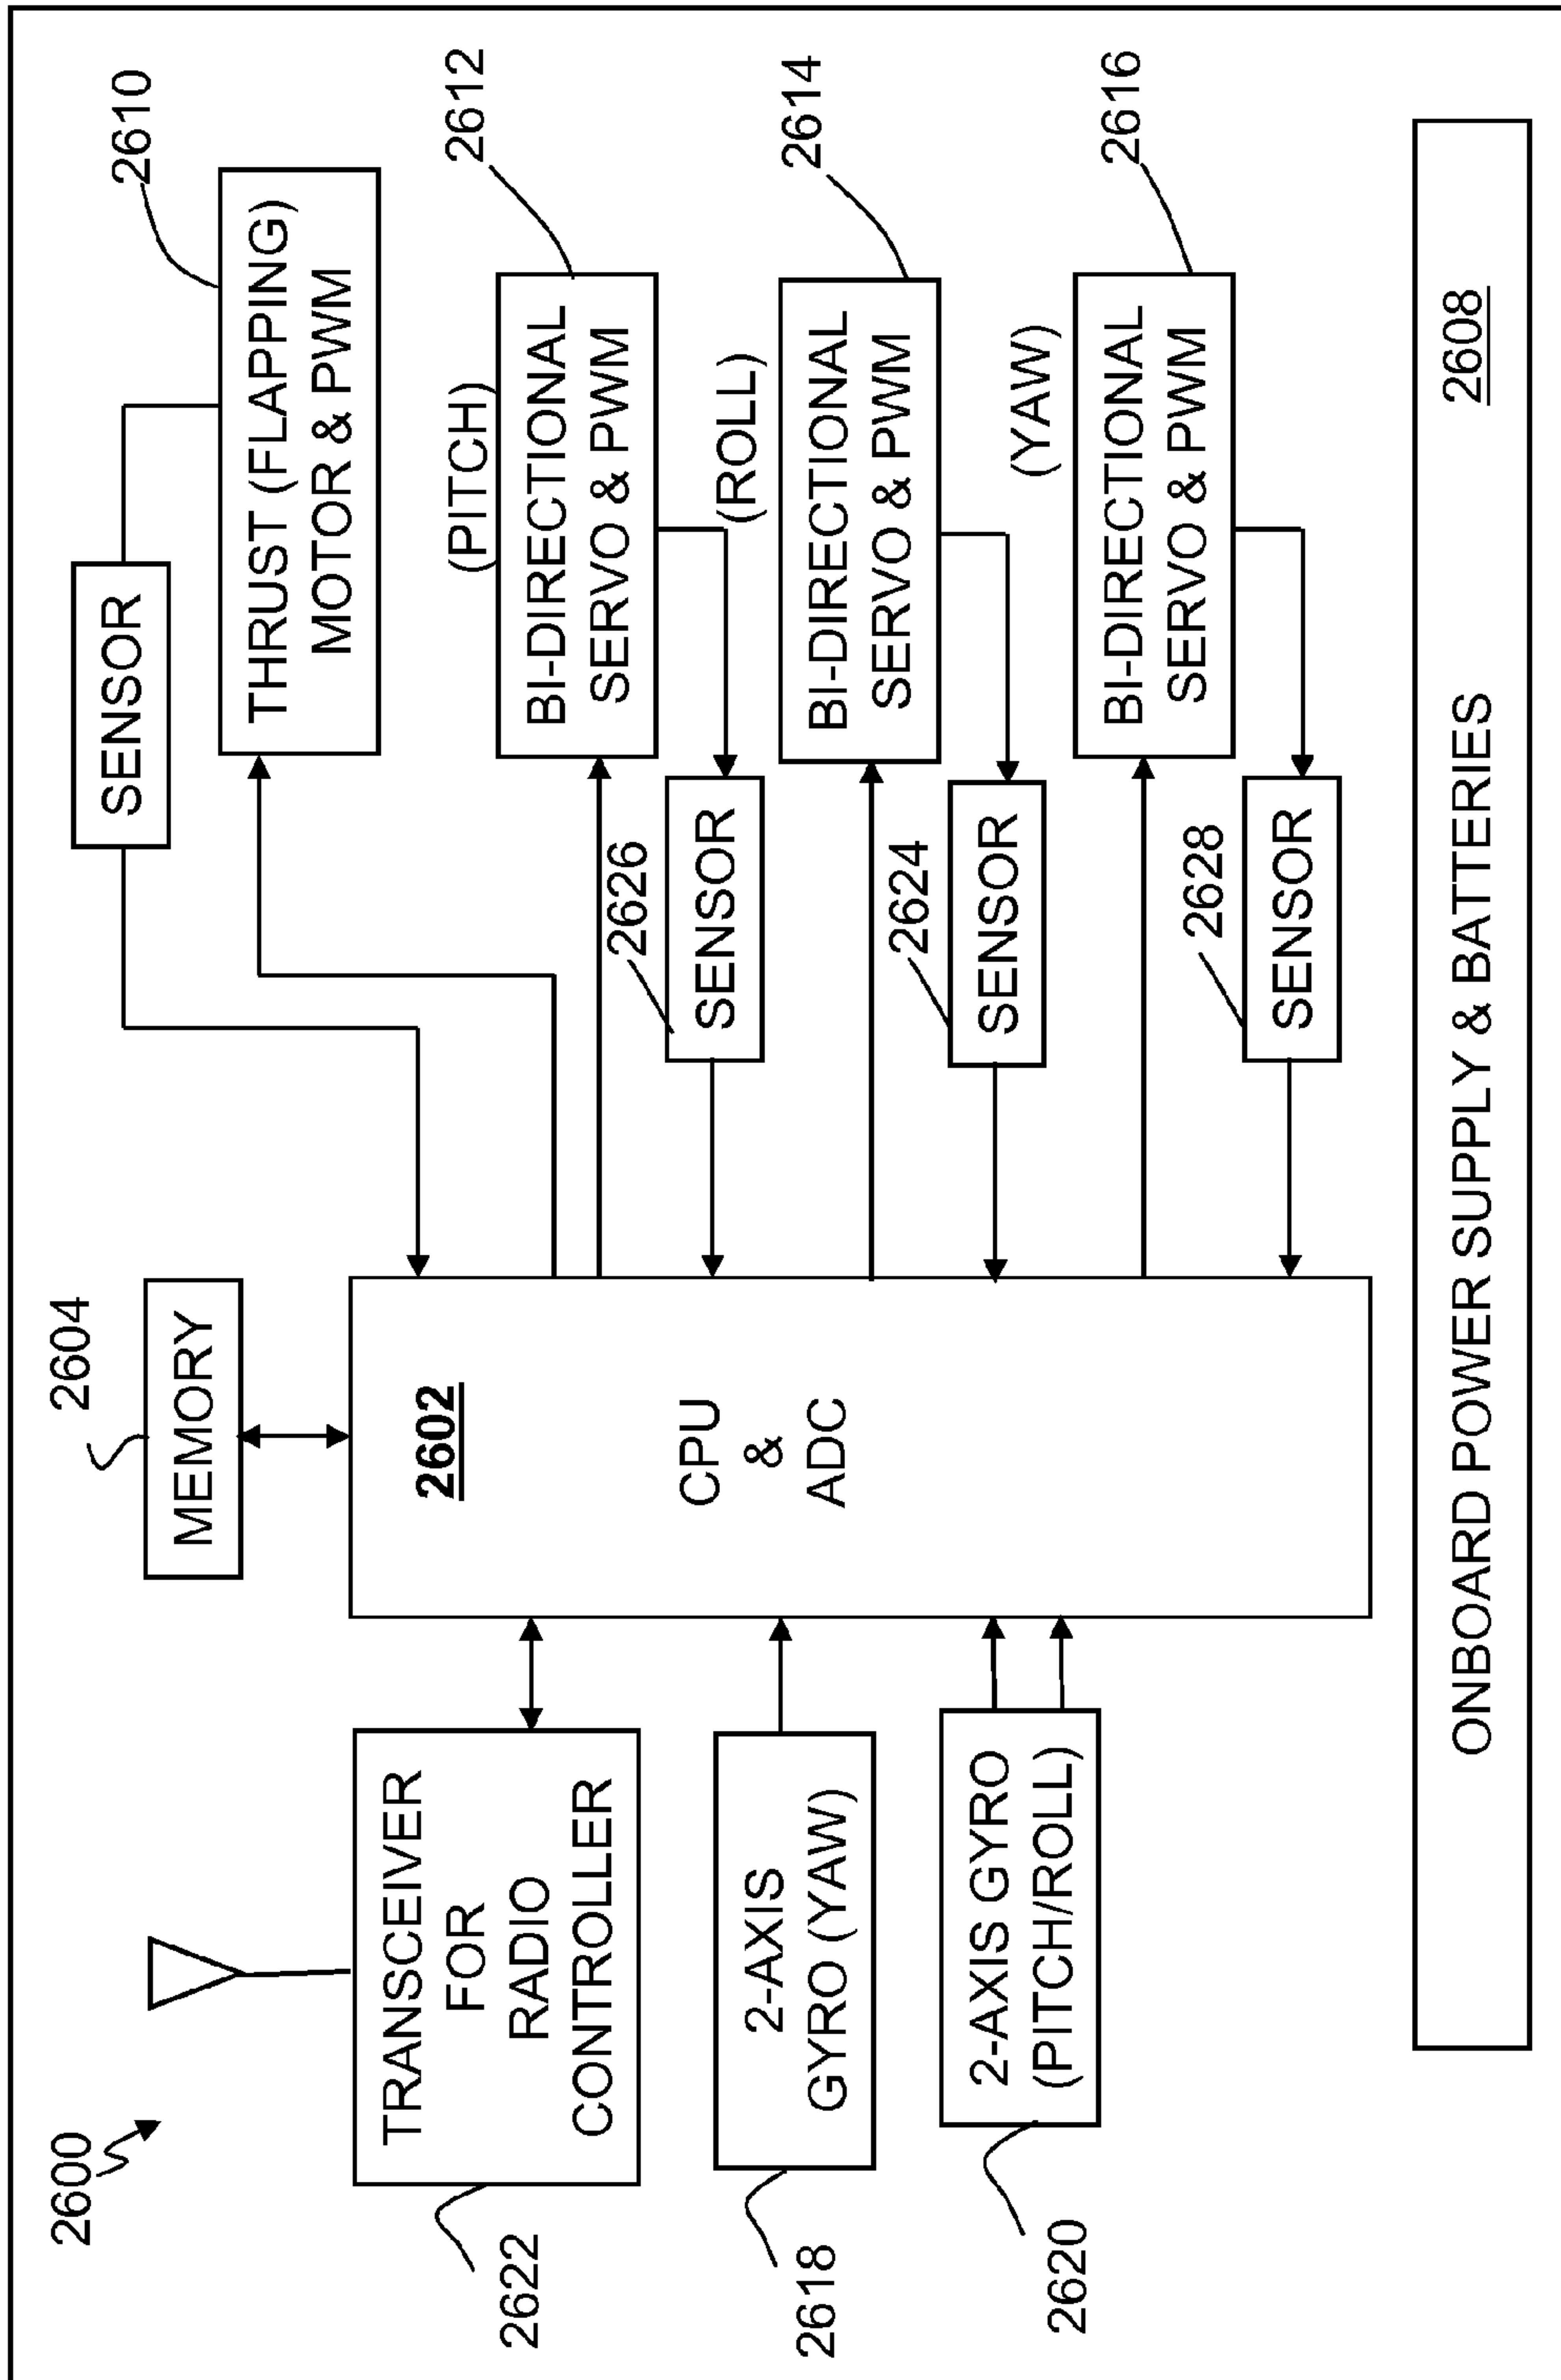 2600
2604
2610
SENSOR
MEMORY
THRUST (FLAPPING)
MOTOR & PWM
2612
TRANSCEIVER
FOR
RADIO
CONTROLLER
2622
2602
CPU
&
ADC
(PITCH)
BI-DIRECTIONAL
SERVO & PWM
2626
SENSOR
2614
(ROLL)
BI-DIRECTIONAL
SERVO & PWM
2-AXIS
GYRO (YAW)
2618
2624
SENSOR
2616
(YAW)
BI-DIRECTIONAL
SERVO & PWM
2-AXIS GYRO
(PITCH/ROLL)
2620
2628
SENSOR
ONBOARD POWER SUPPLY & BATTERIES
2608